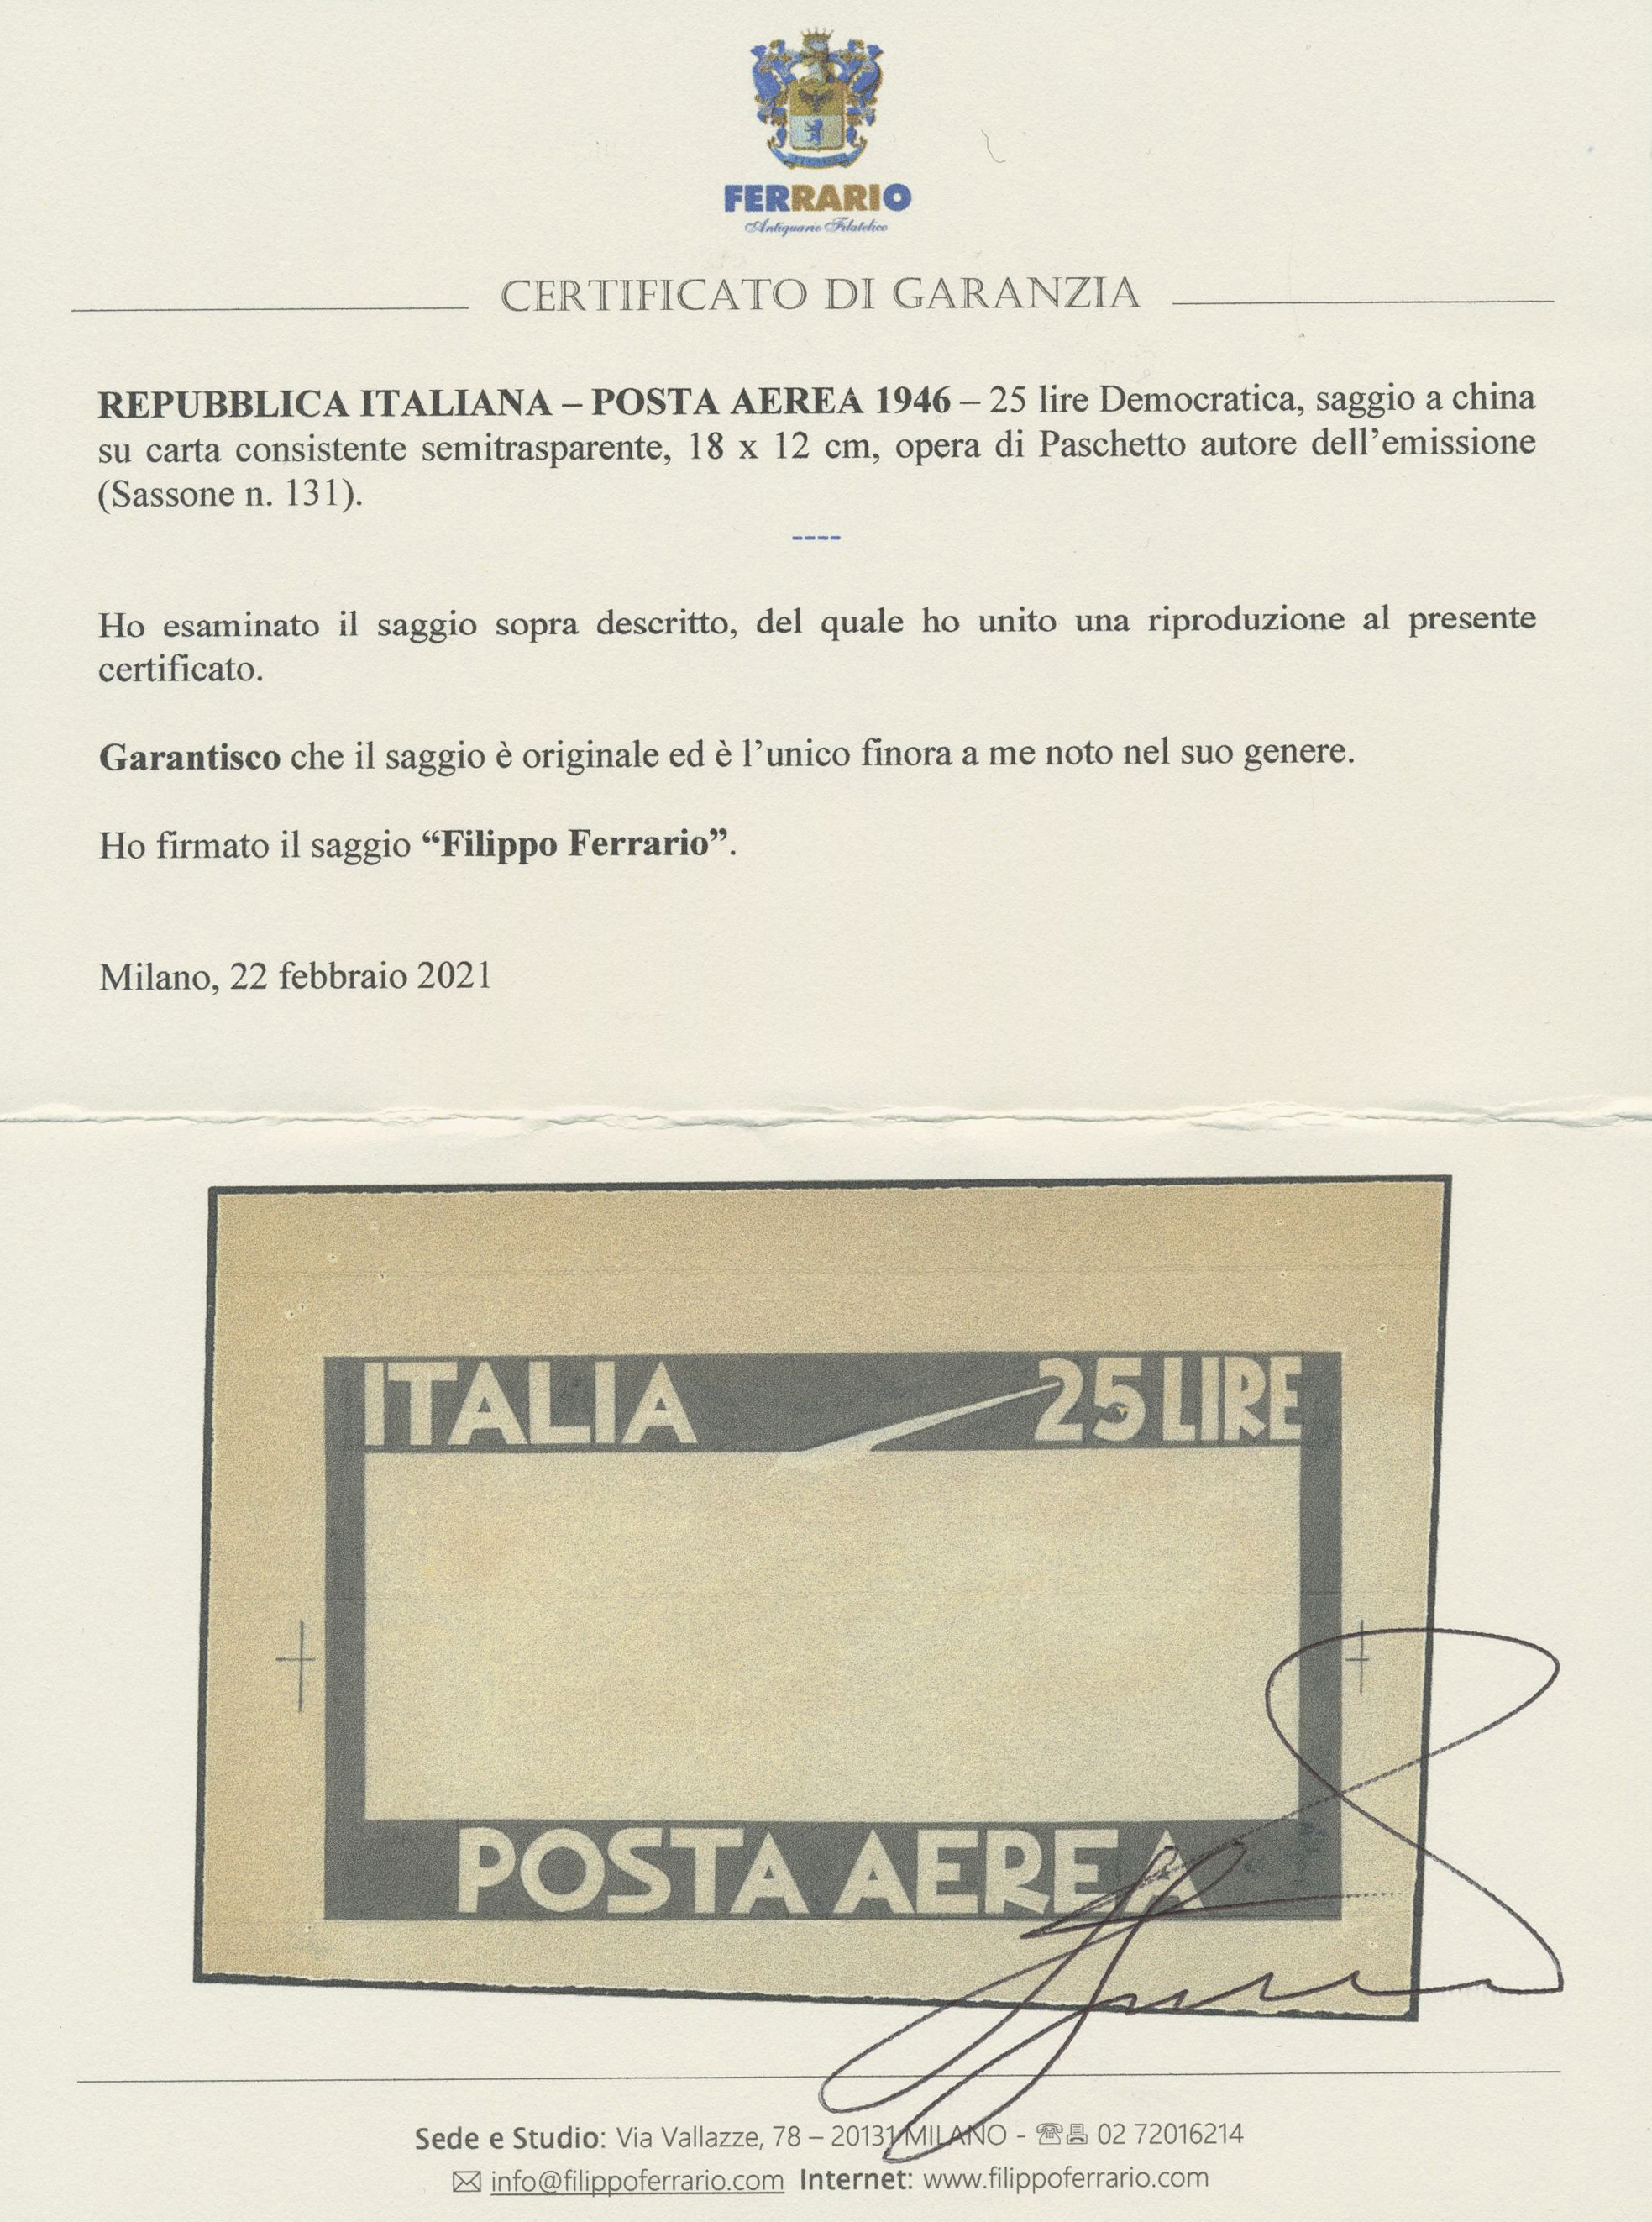 FERRARIO
Antiquario Filatelico
CERTIFICATO DI GARANZIA
REPUBBLICA ITALIANA – POSTA AEREA 1946 – 25 lire Democratica, saggio a china
su carta consistente semitrasparente, 18 x 12 cm, opera di Paschetto autore dell’emissione
(Sassone n. 131).
----
Ho esaminato il saggio sopra descritto, del quale ho unito una riproduzione al presente
certificato.
Garantisco che il saggio è originale ed è l’unico finora a me noto nel suo genere.
Ho firmato il saggio “Filippo Ferrario”.
Milano, 22 febbraio 2021
ITALIA 25 LIRE
POSTA AEREA
Sede e Studio: Via Vallazze, 78 – 20131 MILANO - 02 72016214
info@filippoferrario.com Internet: www.filippoferrario.com